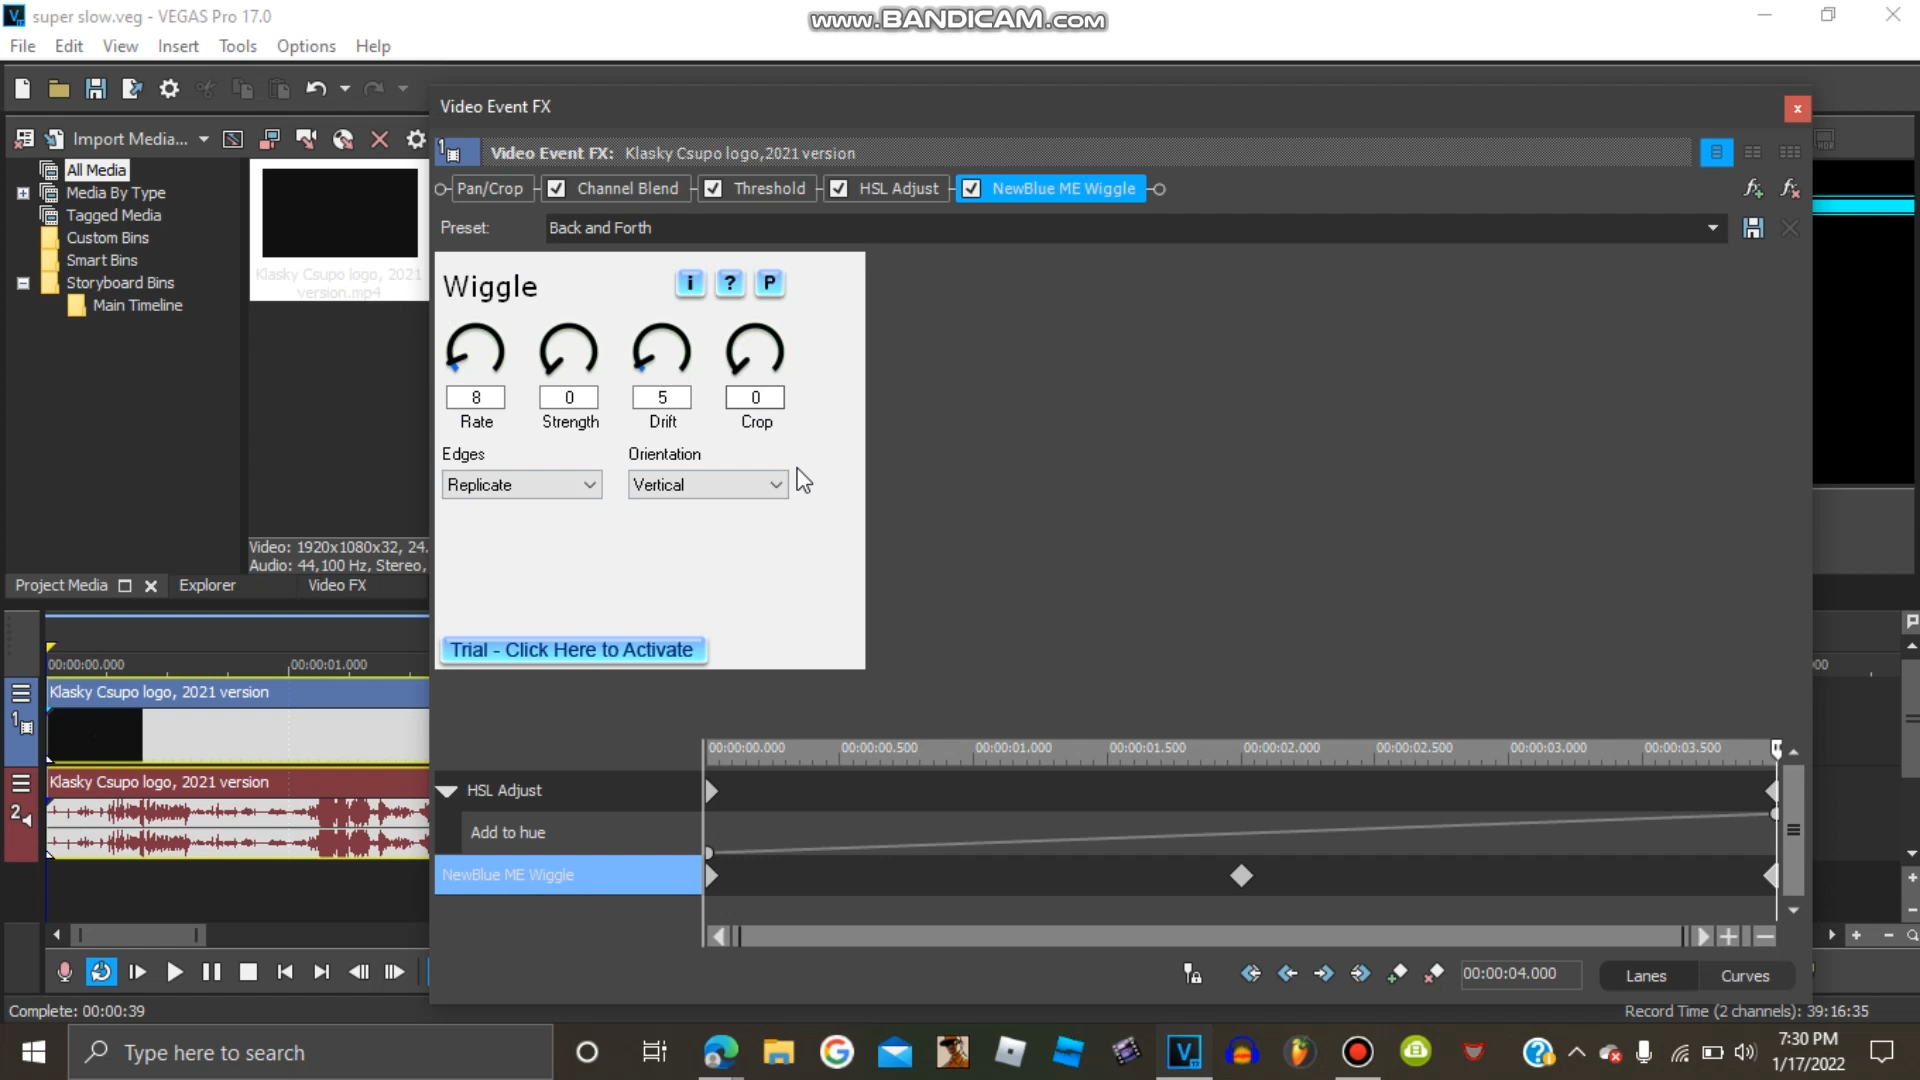 super slow.veg - VEGAS Pro 17.0
www.BANDICAM.com
File Edit View Insert Tools Options Help
Video Event FX
x
Import Media...
Video Event FX: Klasky Csupo logo,2021 version
All Media
Media By Type
Tagged Media
Custom Bins
Smart Bins
Storyboard Bins
Main Timeline
Klasky Csupo logo, 2021
version.mp4
Pan/Crop Channel Blend Threshold HSL Adjust NewBlue ME Wiggle
Preset: Back and Forth
Wiggle i ? P
8 0 5 0
Rate Strength Drift Crop
Edges Orientation
Replicate Vertical
Video: 1920x1080x32, 24.
Audio: 44,100 Hz, Stereo,
Project Media Explorer Video FX
Trial - Click Here to Activate
00:00:00.000 00:00:01.000
Klasky Csupo logo, 2021 version
1
Klasky Csupo logo, 2021 version
2
00:00:00.000 00:00:00.500 00:00:01.000 00:00:01.500 00:00:02.000 00:00:02.500 00:00:03.000 00:00:03.500
HSL Adjust
Add to hue
NewBlue ME Wiggle
00:00:04.000 Lanes Curves
Complete: 00:00:39
Record Time (2 channels): 39:16:35
Type here to search
7:30 PM
1/17/2022